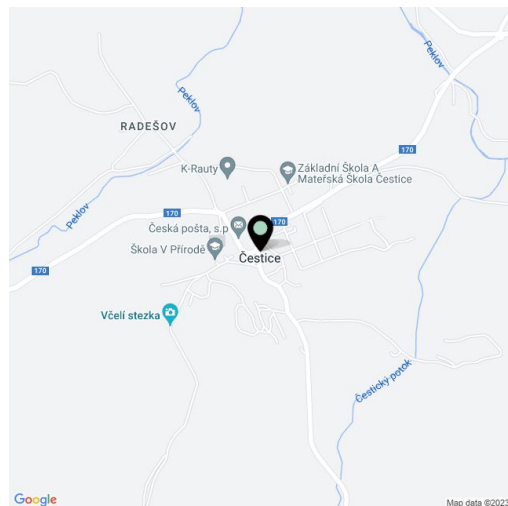 Peklov
Peklov
RADEŠOV
170
K-Rauty
Základní Škola A
Mateřská Škola Čestice
Peklov
170
170
Česká pošta, s.p
Škola V Přírodě
Čestice
170
Včelí stezka
Čestický potok
Google
Map data ©2023